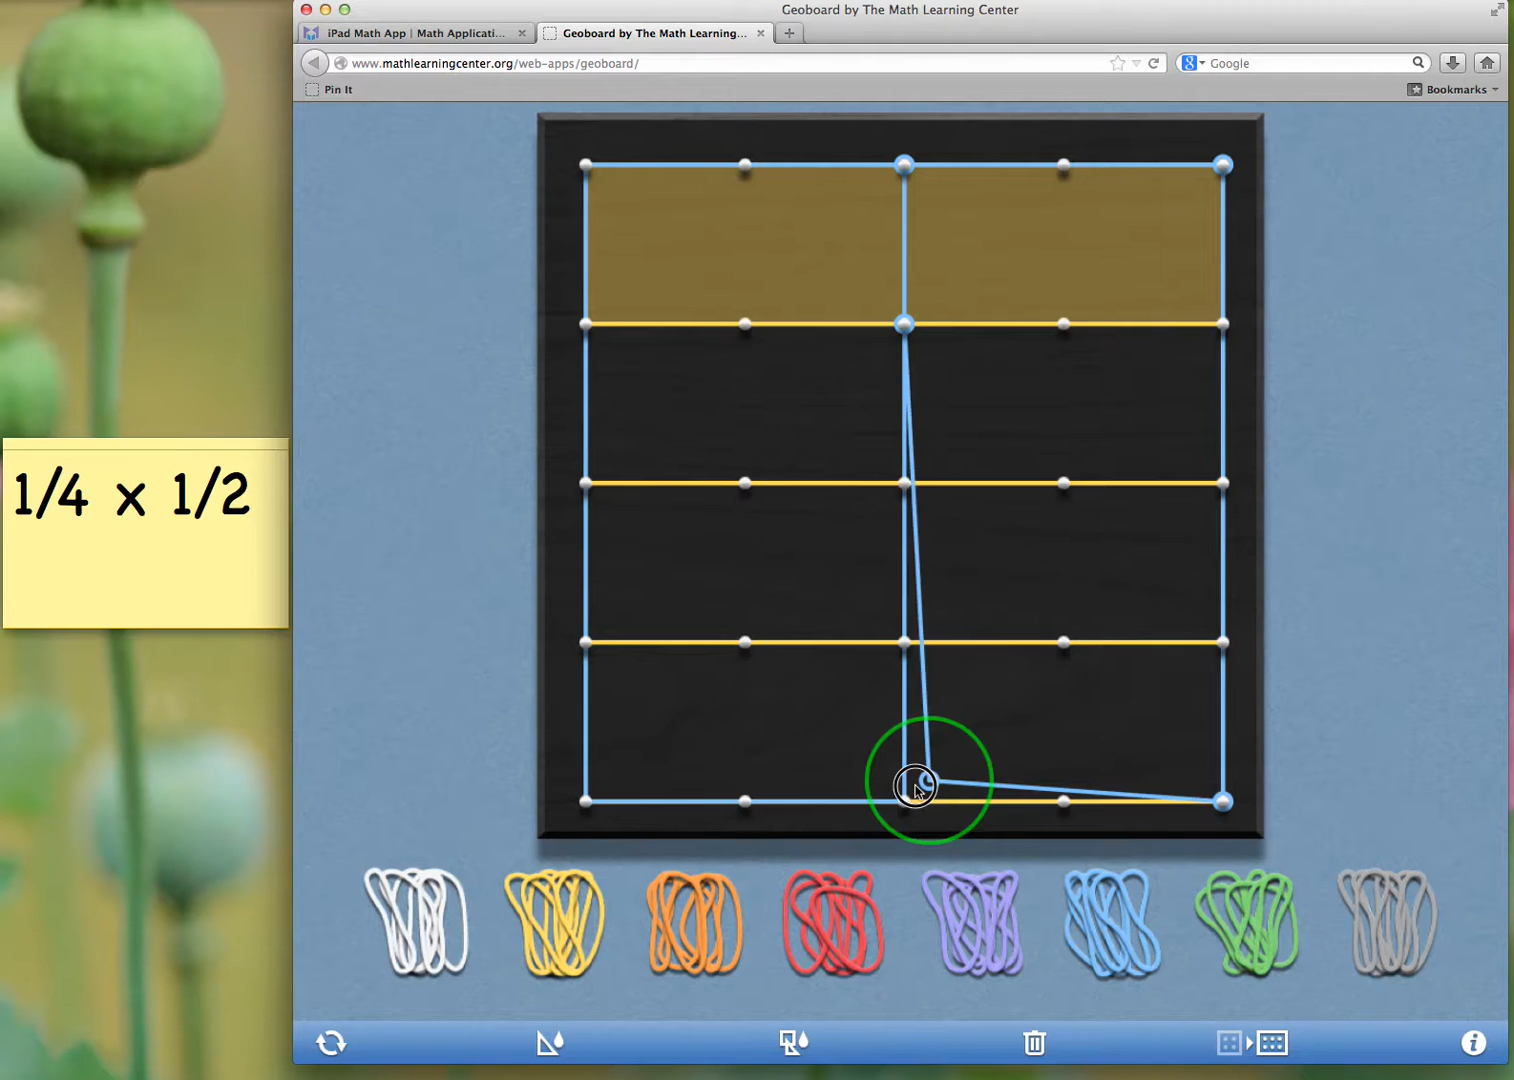 Geoboard by The Math Learning Center
iPad Math App | Math Applicati...
Geoboard by The Math Learning...
www.mathlearningcenter.org/web-apps/geoboard/
Google
Pin It
Bookmarks
1/4 x 1/2